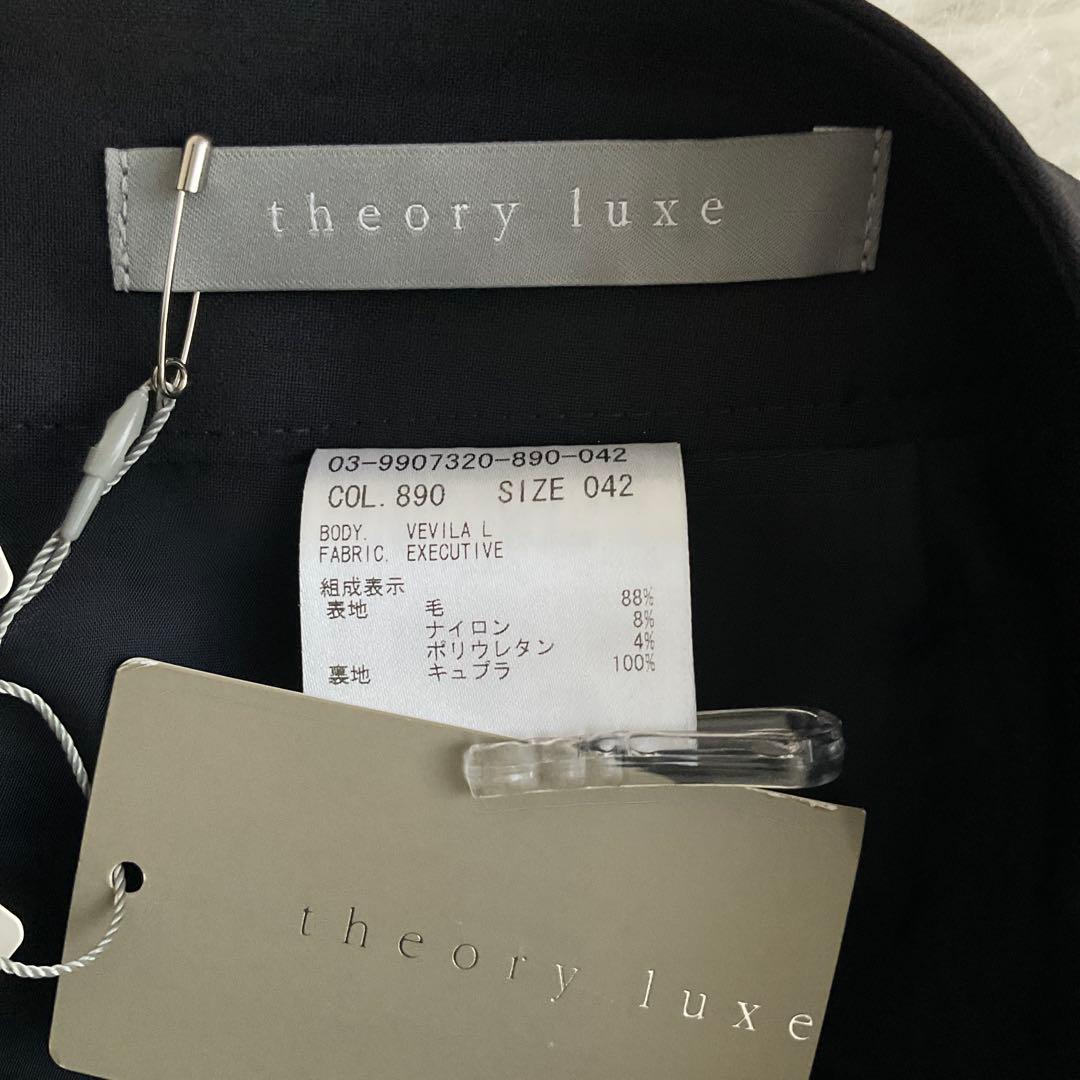 theory luxe
03-9907320-890-042
COL. 890 SIZE 042
BODY. VEVILA L
FABRIC. EXECUTIVE
組成表示
表地 毛 88%
ナイロン 8%
ポリウレタン 4%
裏地 キュプラ 100%
theory luxe